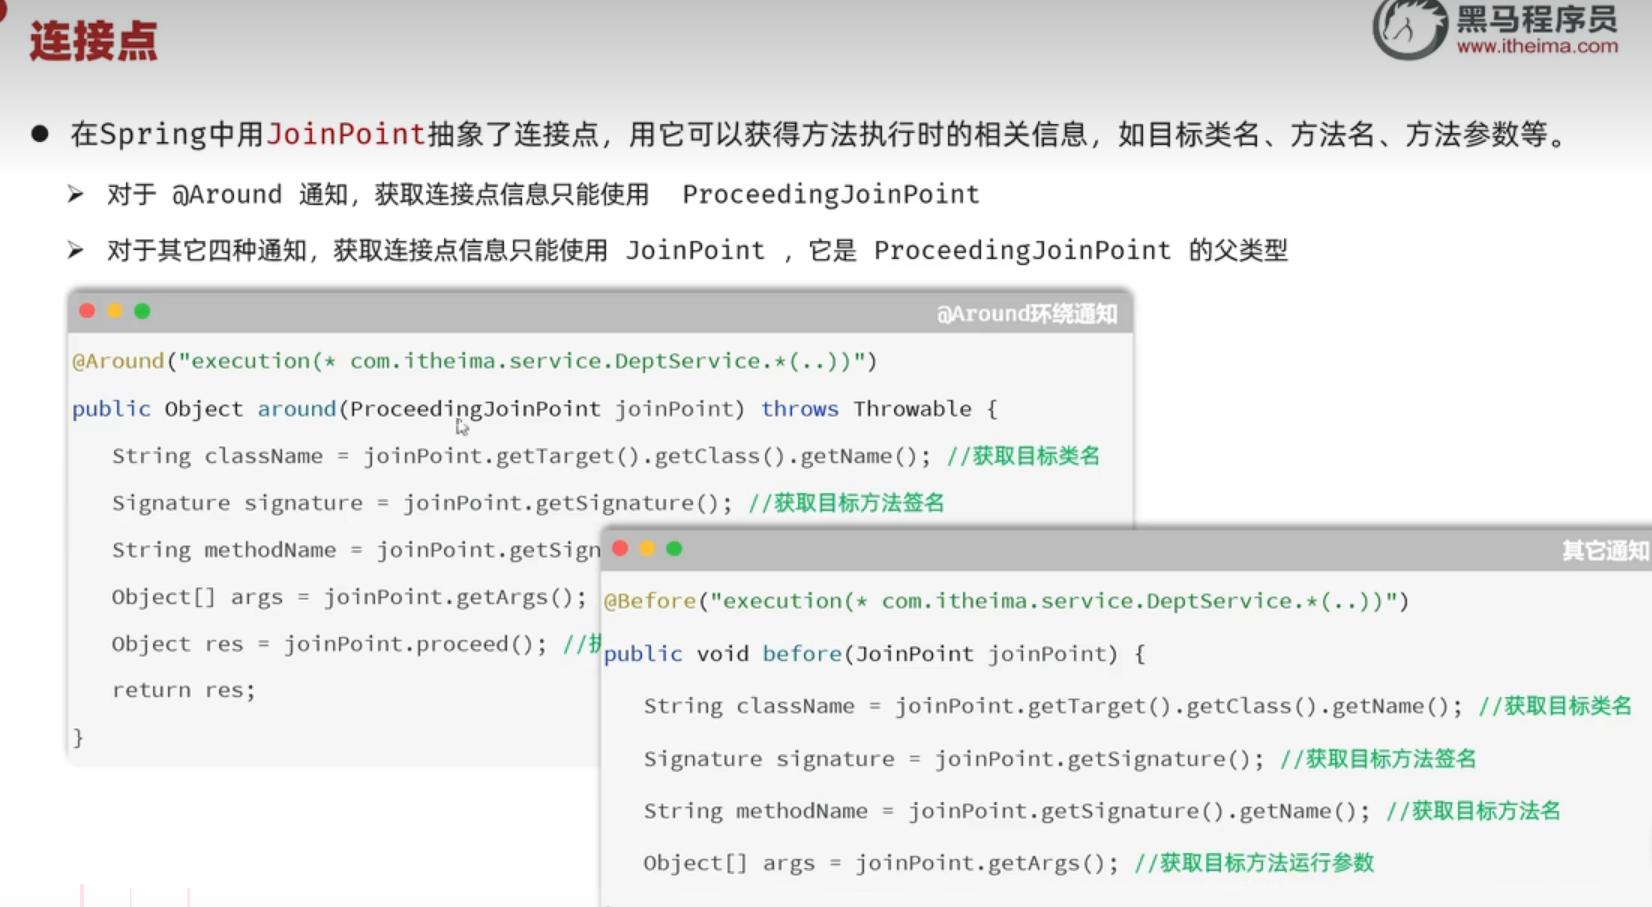 连接点
黑马程序员
www.itheima.com
在Spring中用JoinPoint抽象了连接点，用它可以获得方法执行时的相关信息，如目标类名、方法名、方法参数等。
对于 @Around 通知，获取连接点信息只能使用 ProceedingJoinPoint
对于其它四种通知，获取连接点信息只能使用 JoinPoint ，它是 ProceedingJoinPoint 的父类型
@Around环绕通知
@Around("execution(* com.itheima.service.DeptService.*(..))")
public Object around(ProceedingJoinPoint joinPoint) throws Throwable {
String className = joinPoint.getTarget().getClass().getName(); //获取目标类名
Signature signature = joinPoint.getSignature(); //获取目标方法签名
String methodName = joinPoint.getSign
Object[] args = joinPoint.getArgs();
Object res = joinPoint.proceed(); //
return res;
}
其它通知
@Before("execution(* com.itheima.service.DeptService.*(..))")
public void before(JoinPoint joinPoint) {
String className = joinPoint.getTarget().getClass().getName(); //获取目标类名
Signature signature = joinPoint.getSignature(); //获取目标方法签名
String methodName = joinPoint.getSignature().getName(); //获取目标方法名
Object[] args = joinPoint.getArgs(); //获取目标方法运行参数